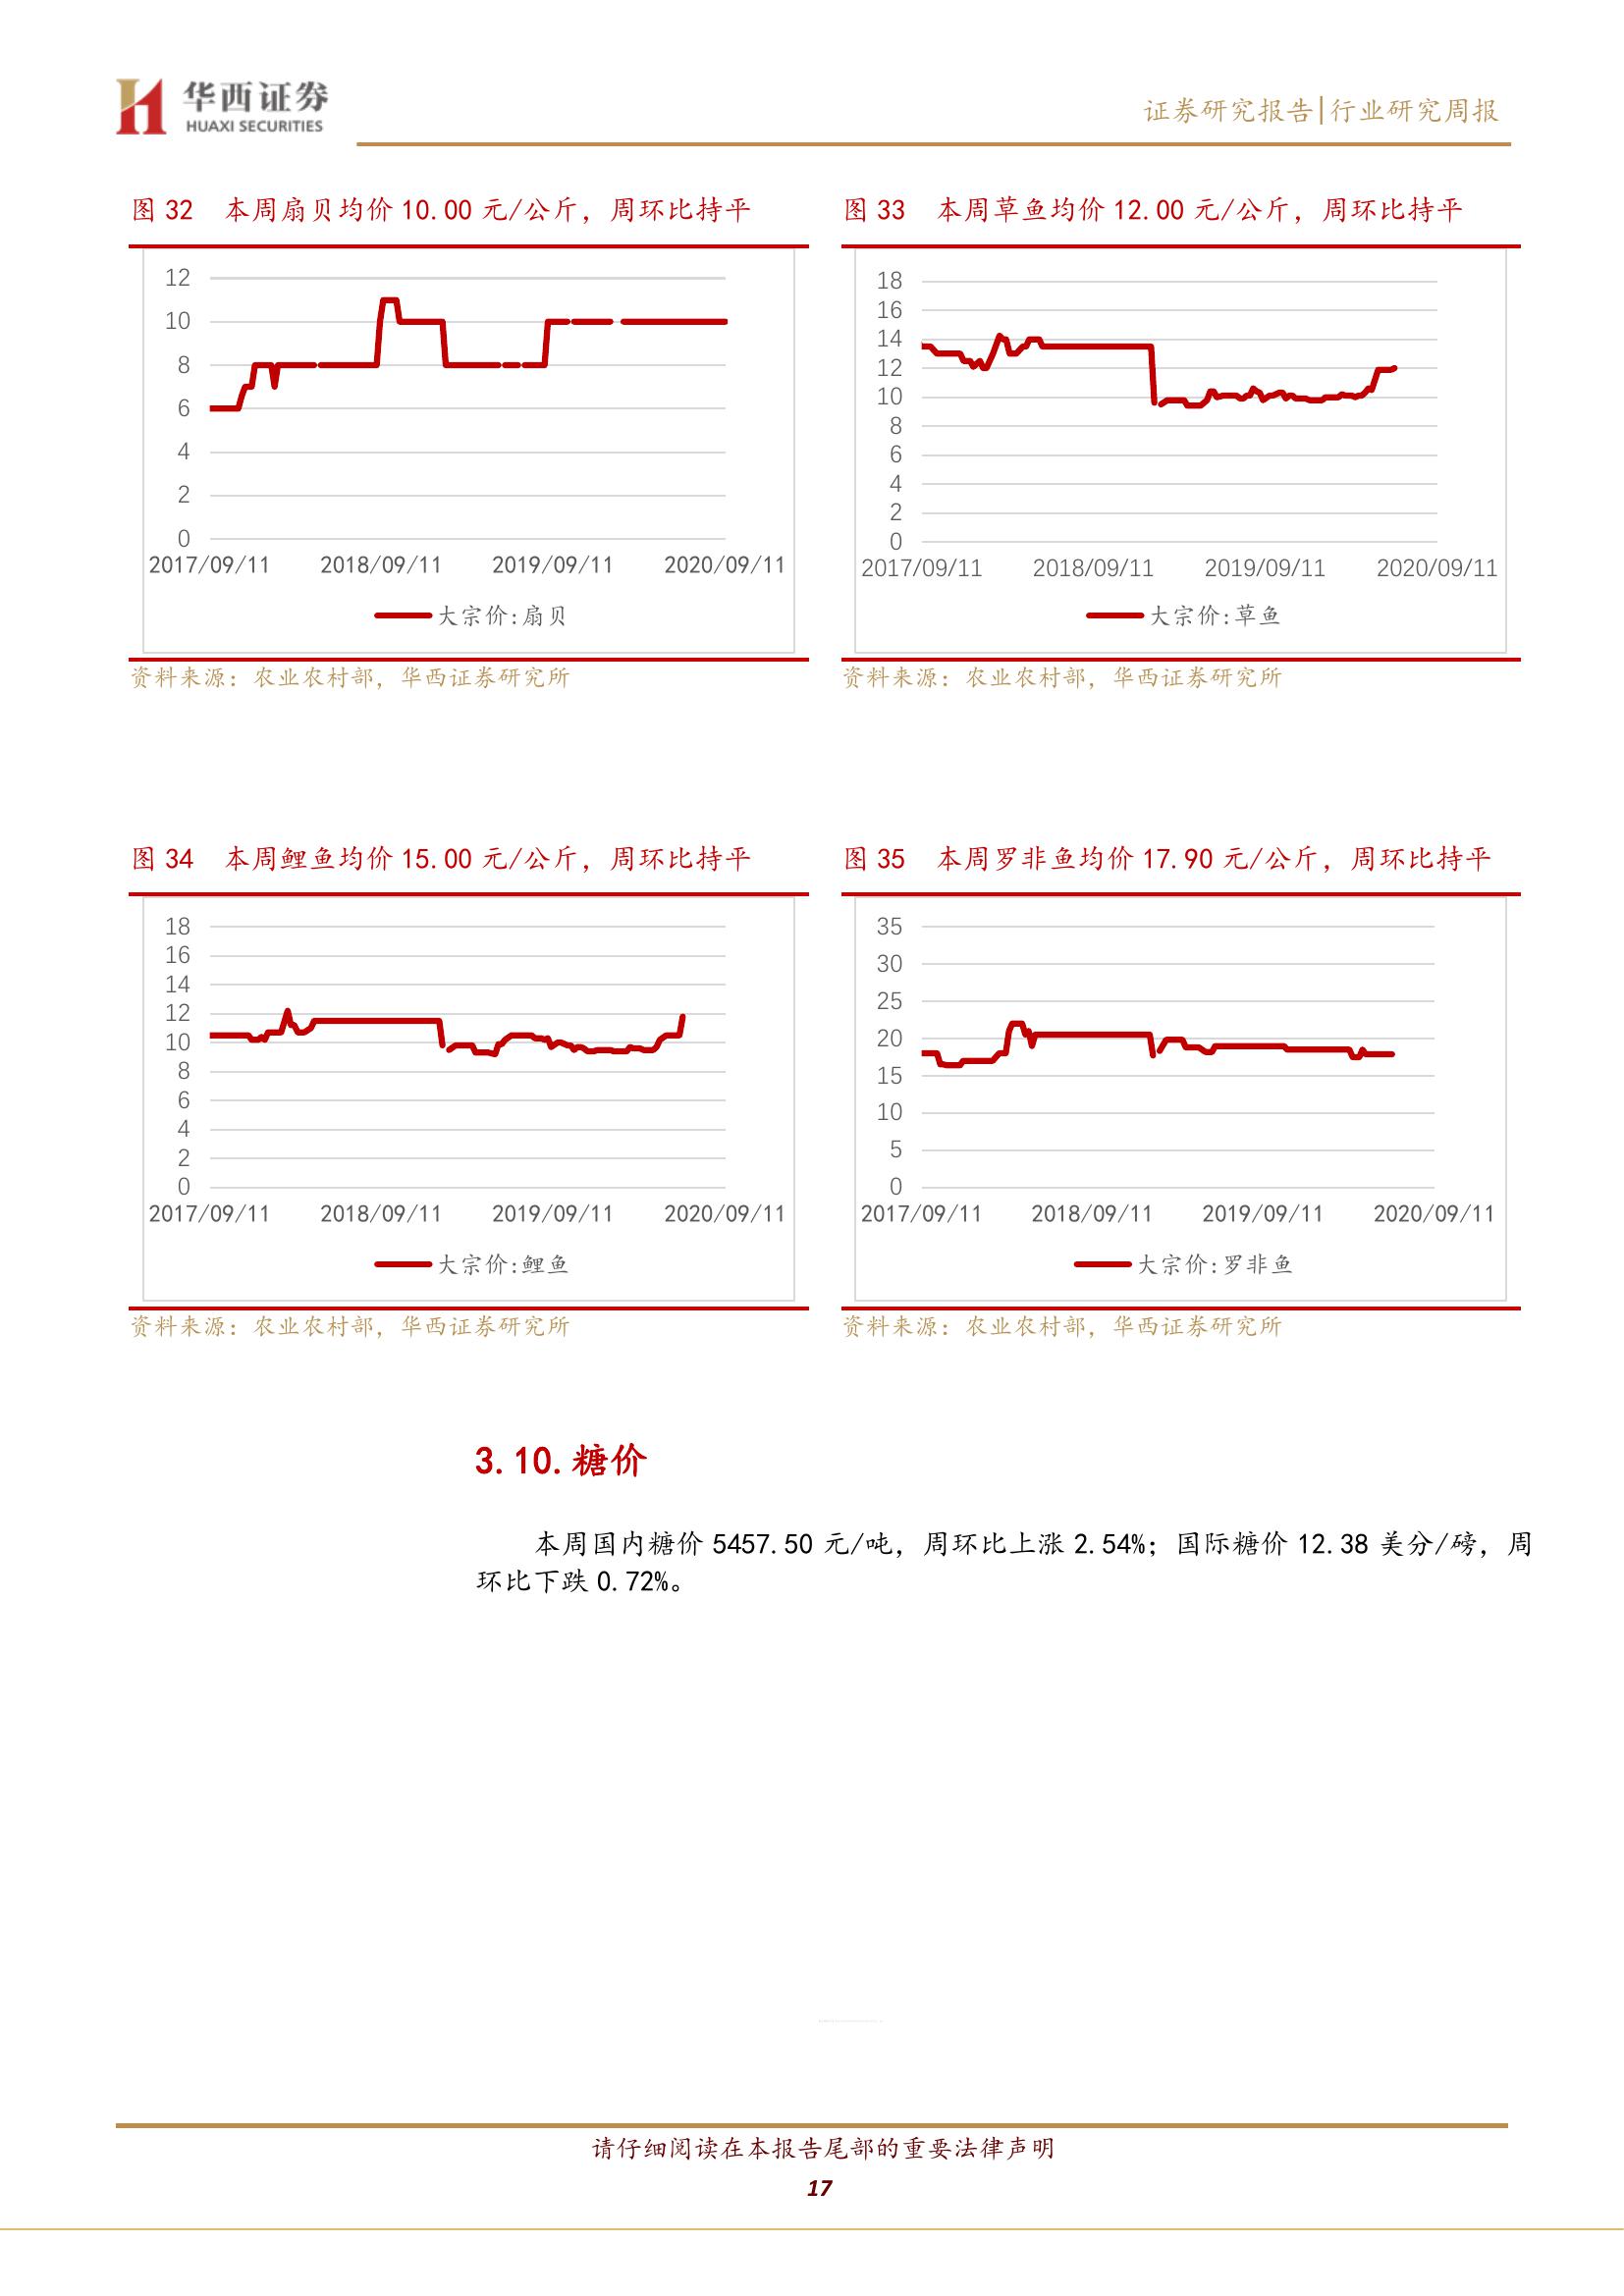 华西证券
HUAXI SECURITIES
证券研究报告|行业研究周报
图 32 本周扇贝均价 10.00 元/公斤，周环比持平
图 33 本周草鱼均价 12.00 元/公斤，周环比持平
12
10
8
6
4
2
0
2017/09/11 2018/09/11 2019/09/11 2020/09/11
大宗价:扇贝
18
16
14
12
10
8
6
4
2
0
2017/09/11 2018/09/11 2019/09/11 2020/09/11
大宗价:草鱼
资料来源：农业农村部，华西证券研究所
资料来源：农业农村部，华西证券研究所
图 34 本周鲤鱼均价 15.00 元/公斤，周环比持平
图 35 本周罗非鱼均价 17.90 元/公斤，周环比持平
18
16
14
12
10
8
6
4
2
0
2017/09/11 2018/09/11 2019/09/11 2020/09/11
大宗价:鲤鱼
35
30
25
20
15
10
5
0
2017/09/11 2018/09/11 2019/09/11 2020/09/11
大宗价:罗非鱼
资料来源：农业农村部，华西证券研究所
资料来源：农业农村部，华西证券研究所
3.10.糖价
本周国内糖价 5457.50 元/吨，周环比上涨 2.54%；国际糖价 12.38 美分/磅，周
环比下跌 0.72%。
请仔细阅读在本报告尾部的重要法律声明
17